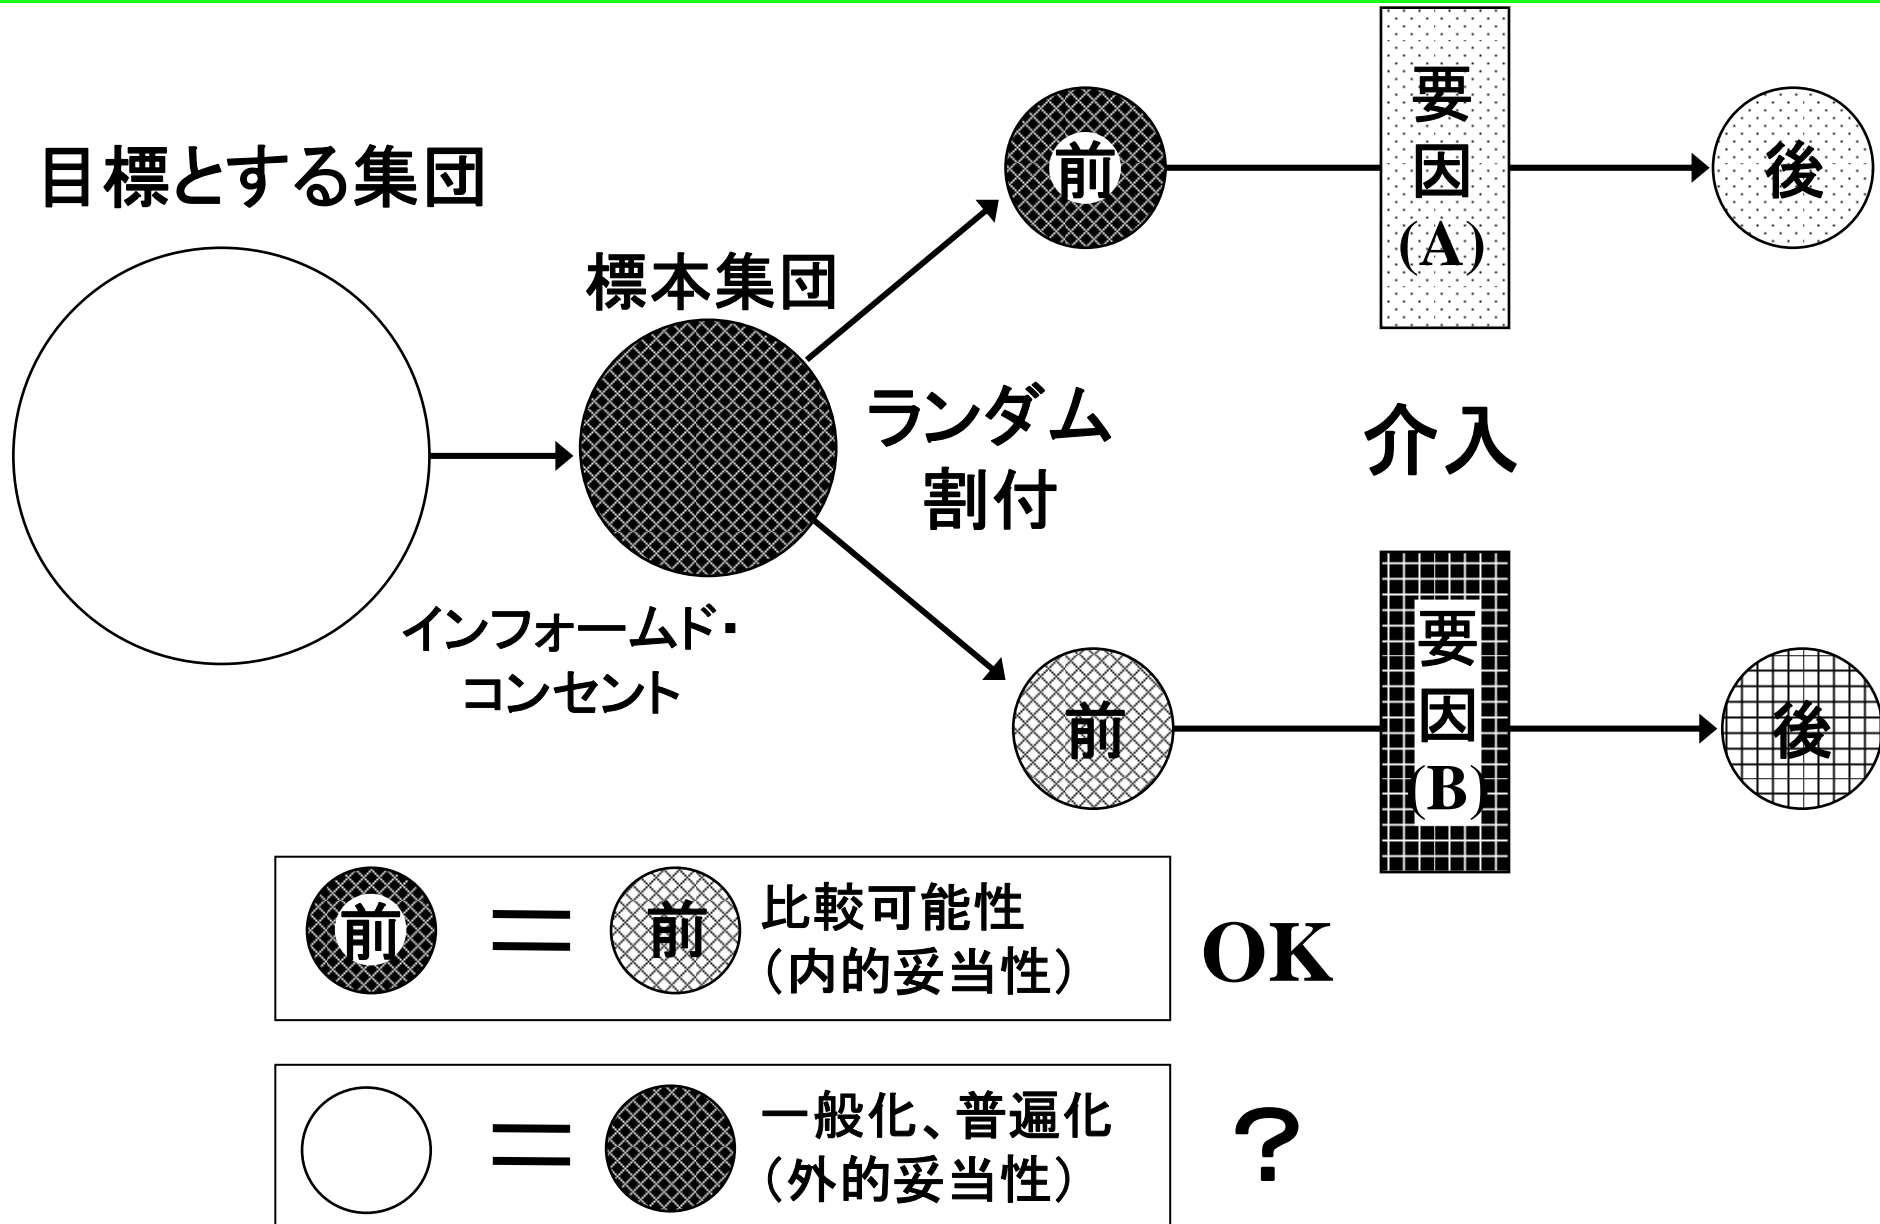 目標とする集団
標本集団
インフォームド・
コンセント
ランダム
割付
前
要
因
(A)
後
介入
前
要
因
(B)
後
前 = 前 比較可能性
(内的妥当性)
OK
= 一般化、普遍化
(外的妥当性)
?